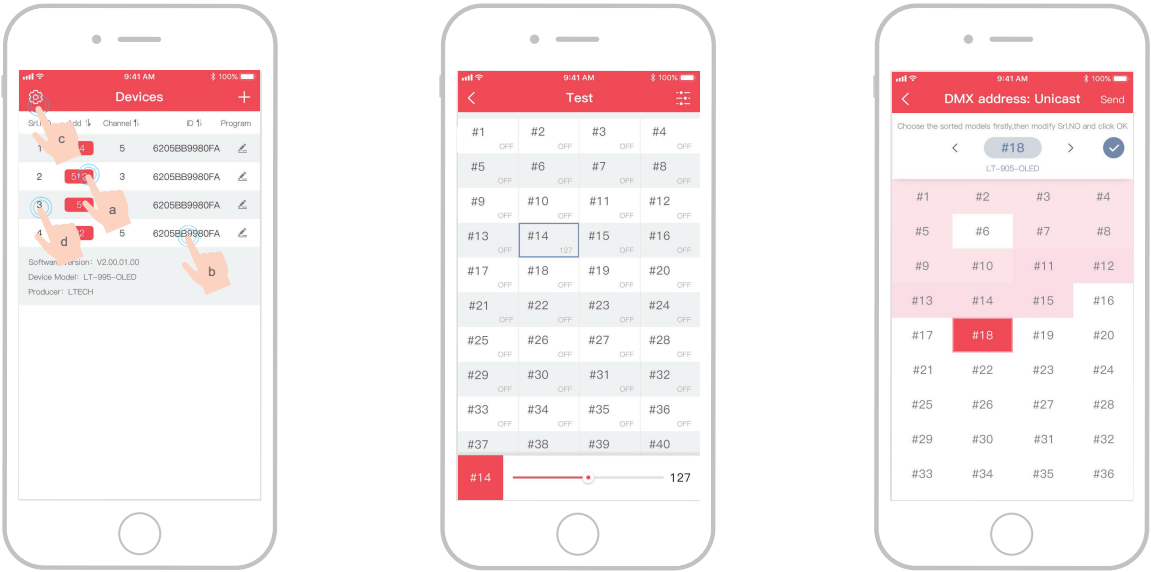 9:41 AM 100%
Devices
Add Channel ID Program
1 5 6205BB9980FA
2 512 3 6205BB9980FA
3 5 6205BB9980FA
4 5 6205BB9980FA
c
a
d
b
V2.00.01.00
Device Model: LT-995-OLED
Producer: LTECH
9:41 AM 100%
Test
#1 OFF #2 OFF #3 OFF #4 OFF
#5 OFF #6 OFF #7 OFF #8 OFF
#9 OFF #10 OFF #11 OFF #12 OFF
#13 OFF #14 127 #15 OFF #16 OFF
#17 OFF #18 OFF #19 OFF #20 OFF
#21 OFF #22 OFF #23 OFF #24 OFF
#25 OFF #26 OFF #27 OFF #28 OFF
#29 OFF #30 OFF #31 OFF #32 OFF
#33 OFF #34 OFF #35 OFF #36 OFF
#37 #38 #39 #40
#14 127
9:41 AM 100%
DMX address: Unicast Send
Choose the sorted models firstly,then modify Srl.NO and click OK
#18
LT-905-OLED
#1 #2 #3 #4
#5 #6 #7 #8
#9 #10 #11 #12
#13 #14 #15 #16
#17 #18 #19 #20
#21 #22 #23 #24
#25 #26 #27 #28
#29 #30 #31 #32
#33 #34 #35 #36